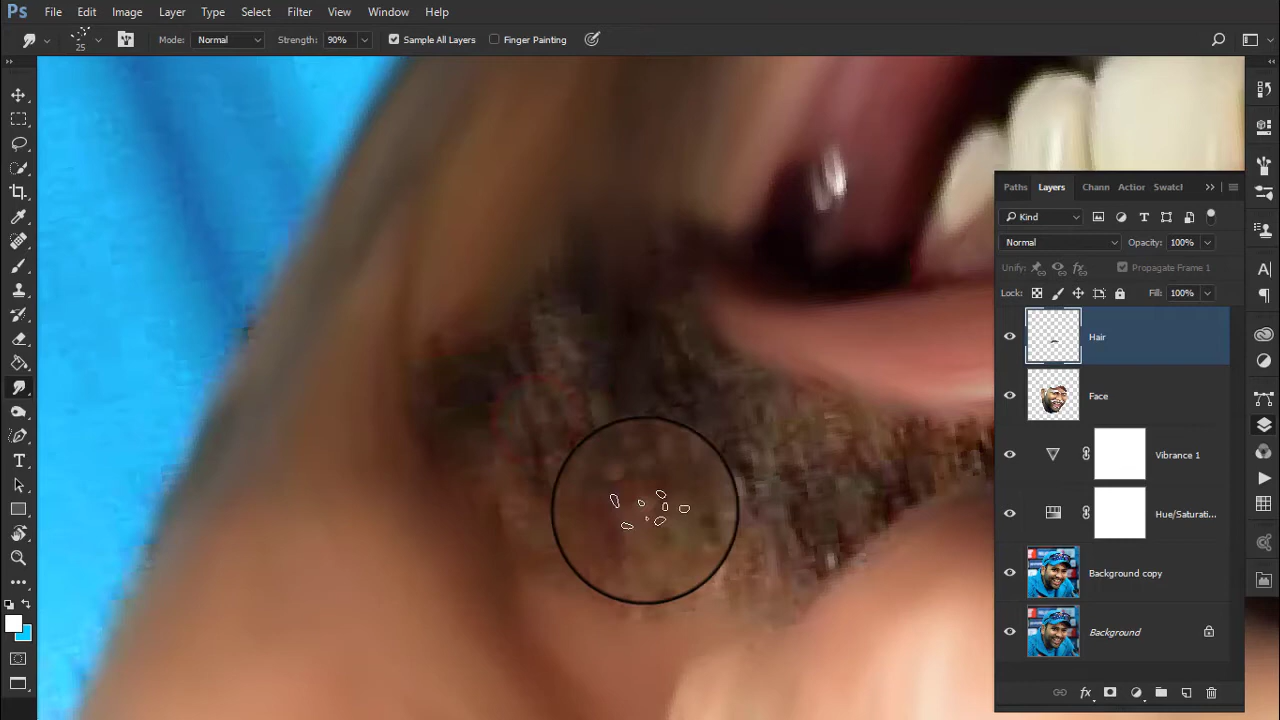 Ps File Edit Image Layer Type Select Filter View Window Help
25 Mode: Normal Strength: 90% Sample All Layers Finger Painting
Paths Layers Chann Actior Swatcl
Kind
Normal Opacity: 100%
Unify: Propagate Frame 1
Lock: Fill: 100%
Hair
Face
Vibrance 1
Hue/Saturati...
Background copy
Background
fx